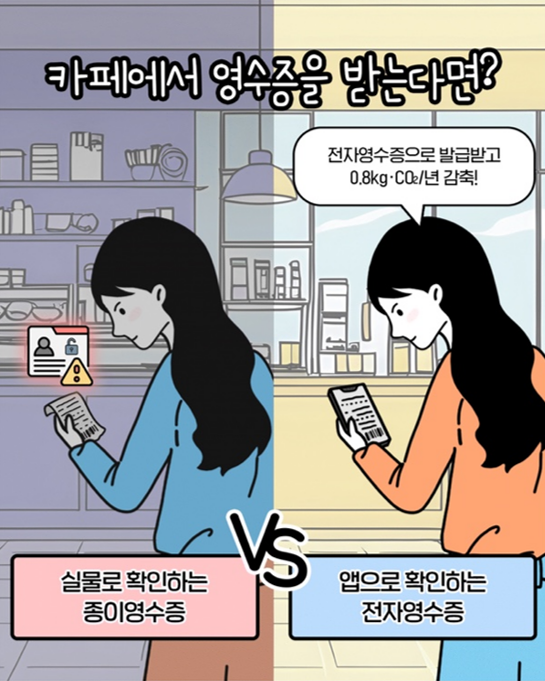 카페에서 영수증을 받는다면?
전자영수증으로 발급받고
0.8kg·CO₂/년 감축!
VS
실물로 확인하는
종이영수증
앱으로 확인하는
전자영수증